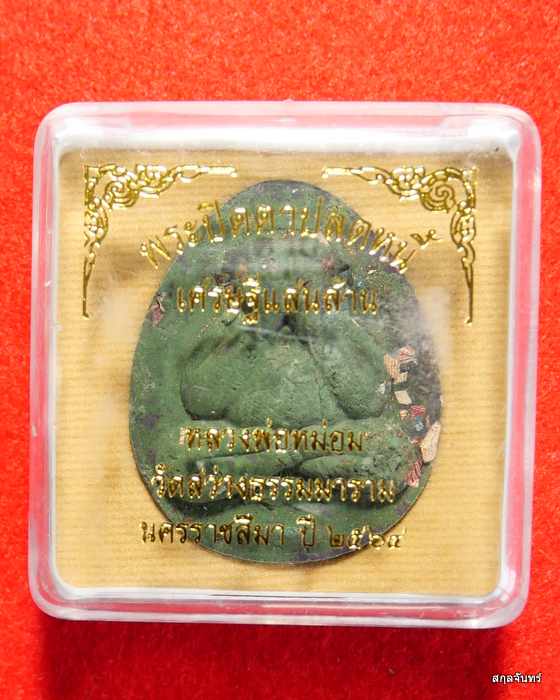 พระปิดตาปลดหนี้
เศรษฐีแสนล้าน
หลวงพ่อหม่อม
วัดสว่างธรรมมาราม
นครราชสีมา ปี ๒๕๖๔
สกุลจันทร์